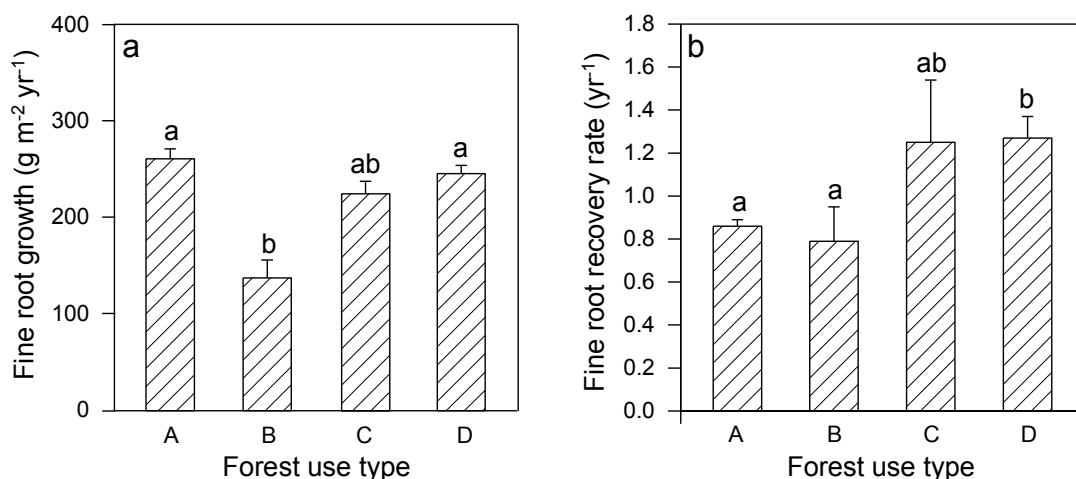 a
Fine root growth (g m⁻² yr⁻¹)
400
300
200
100
0
a
b
ab
a
A B C D
Forest use type
b
Fine root recovery rate (yr⁻¹)
1.8
1.6
1.4
1.2
1.0
0.8
0.6
0.4
0.2
0.0
a
a
ab
b
A B C D
Forest use type